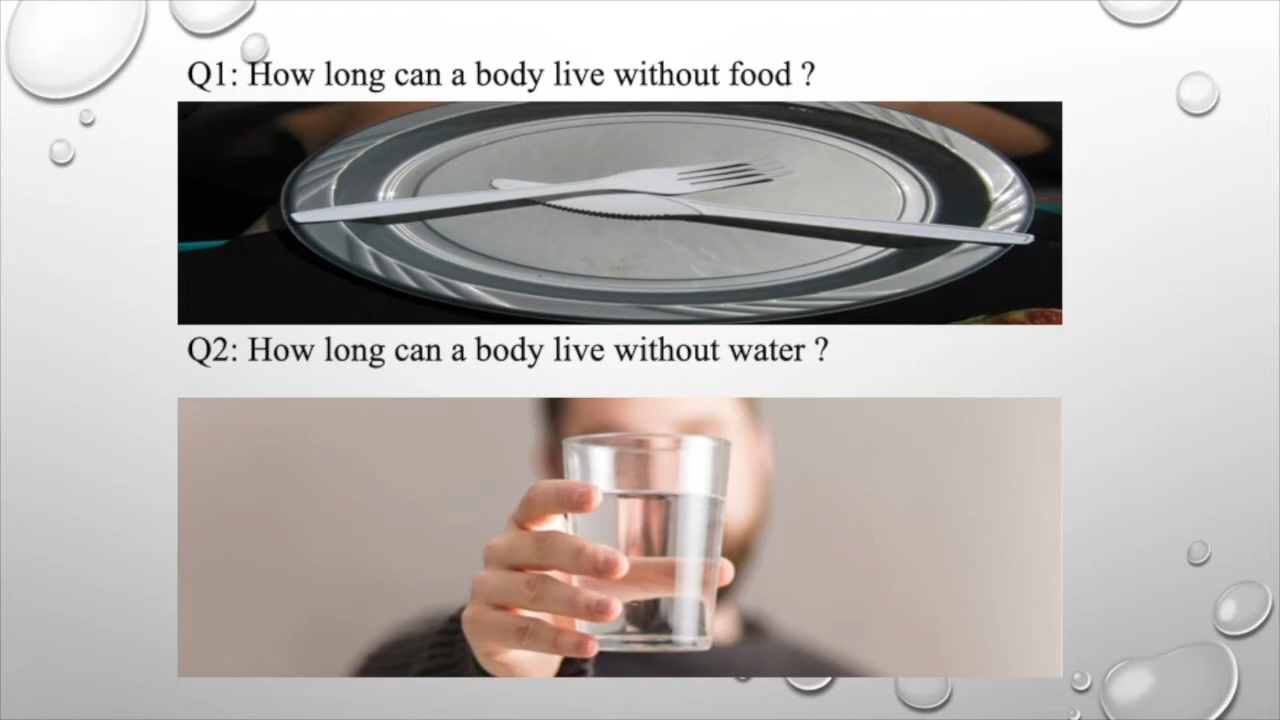 Q1: How long can a body live without food ?
Q2: How long can a body live without water ?